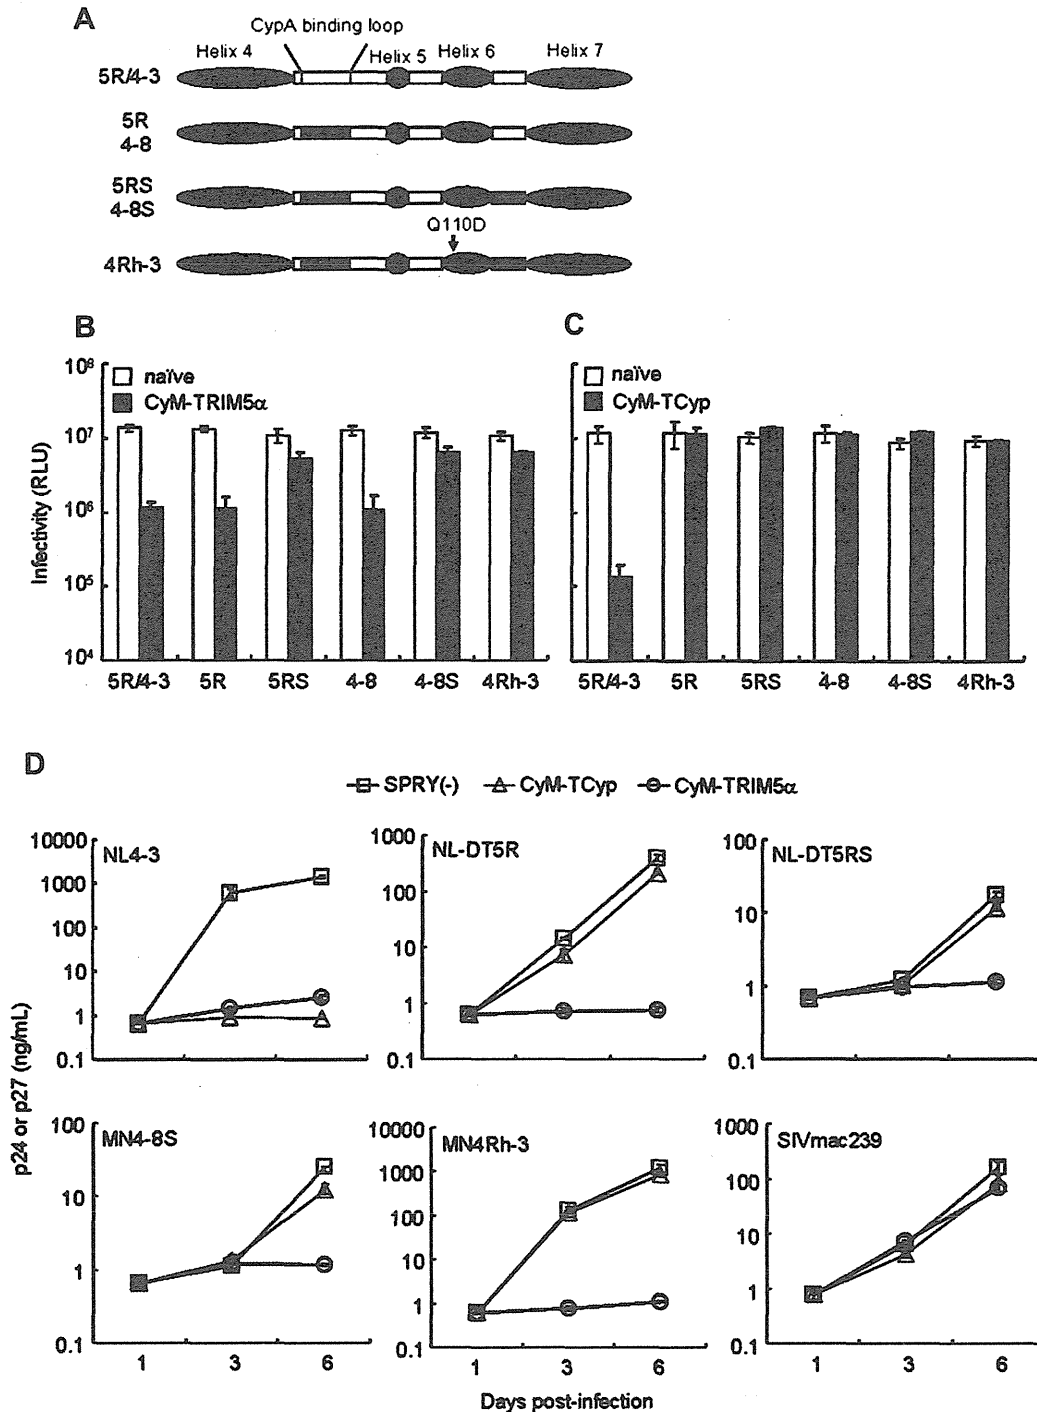 A
CypA binding loop
Helix 4
Helix 5
Helix 6
Helix 7
5R/4-3
5R
4-8
5RS
4-8S
Q110D
4Rh-3
B
Infectivity (RLU)
10⁸
10⁷
10⁶
10⁵
10⁴
naïve
CyM-TRIM5α
5R/4-3
5R
5RS
4-8
4-8S
4Rh-3
C
naïve
CyM-TCyp
5R/4-3
5R
5RS
4-8
4-8S
4Rh-3
D
SPRY(-)
CyM-TCyp
CyM-TRIM5α
p24 or p27 (ng/mL)
NL4-3
10000
1000
100
10
1
0.1
NL-DT5R
1000
100
10
1
0.1
NL-DT5RS
100
10
1
0.1
MN4-8S
100
10
1
0.1
1
3
6
MN4Rh-3
10000
1000
100
10
1
0.1
1
3
6
SIVmac239
1000
100
10
1
0.1
1
3
6
Days post-infection